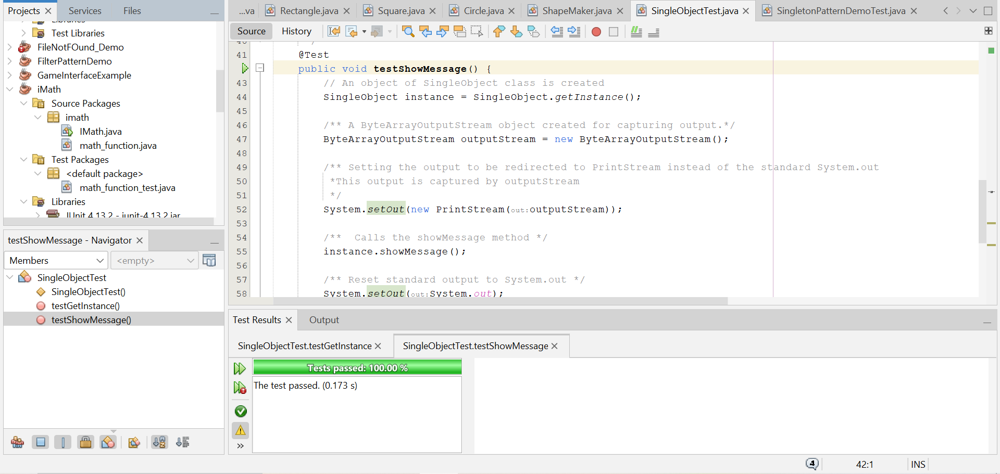 Projects
Services
Files
Libraries
Test Libraries
FileNotFOund_Demo
FilterPatternDemo
GameInterfaceExample
iMath
Source Packages
imath
IMath.java
math_function.java
Test Packages
<default package>
math_function_test.java
Libraries
JUnit 4.13.2 - junit-4.13.2.jar
testShowMessage - Navigator
Members
<empty>
SingleObjectTest
SingleObjectTest()
testGetInstance()
testShowMessage()
...va
Rectangle.java
Square.java
Circle.java
ShapeMaker.java
SingleObjectTest.java
SingletonPatternDemoTest.java
Source
History
40 */
41 @Test
public void testShowMessage() {
43 // An object of SingleObject class is created
44 SingleObject instance = SingleObject.getInstance();
45
46 /** A ByteArrayOutputStream object created for capturing output.*/
47 ByteArrayOutputStream outputStream = new ByteArrayOutputStream();
48
49 /** Setting the output to be redirected to PrintStream instead of the standard System.out
50 *This output is captured by outputStream
51 */
52 System.setOut(new PrintStream(out:outputStream));
53
54 /**  Calls the showMessage method */
55 instance.showMessage();
56
57 /** Reset standard output to System.out */
58 System.setOut(out:System.out);
Test Results
Output
SingleObjectTest.testGetInstance
SingleObjectTest.testShowMessage
Tests passed: 100.00 %
The test passed. (0.173 s)
4
42:1
INS